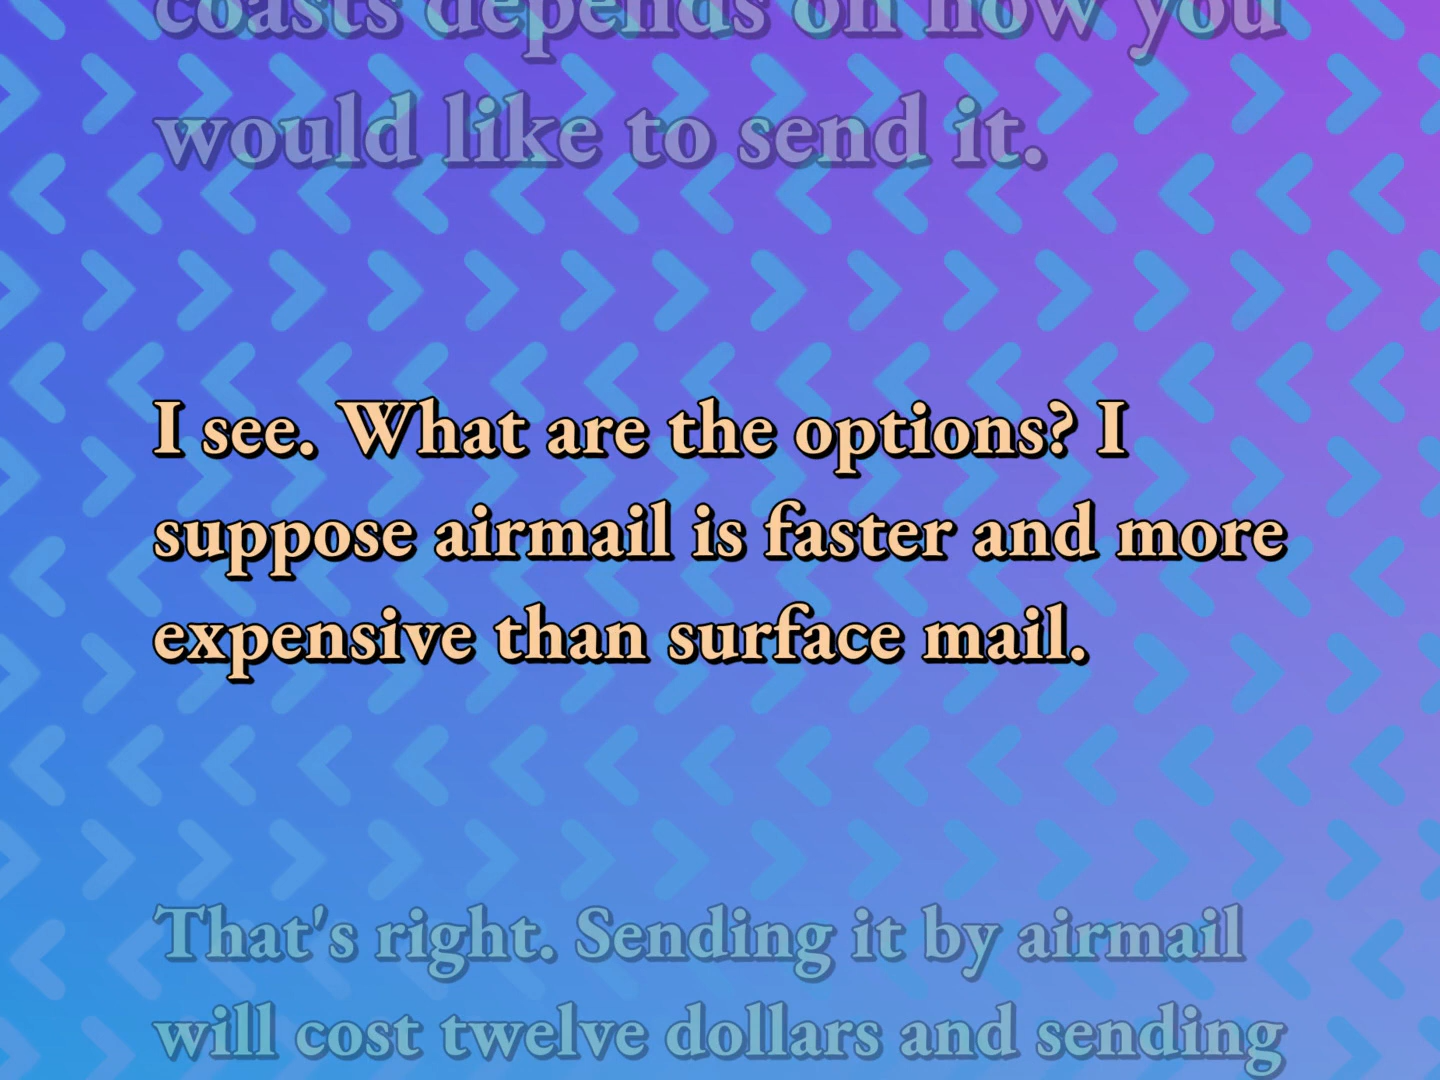 coasts depends on how you
would like to send it.
I see. What are the options? I
suppose airmail is faster and more
expensive than surface mail.
That's right. Sending it by airmail
will cost twelve dollars and sending